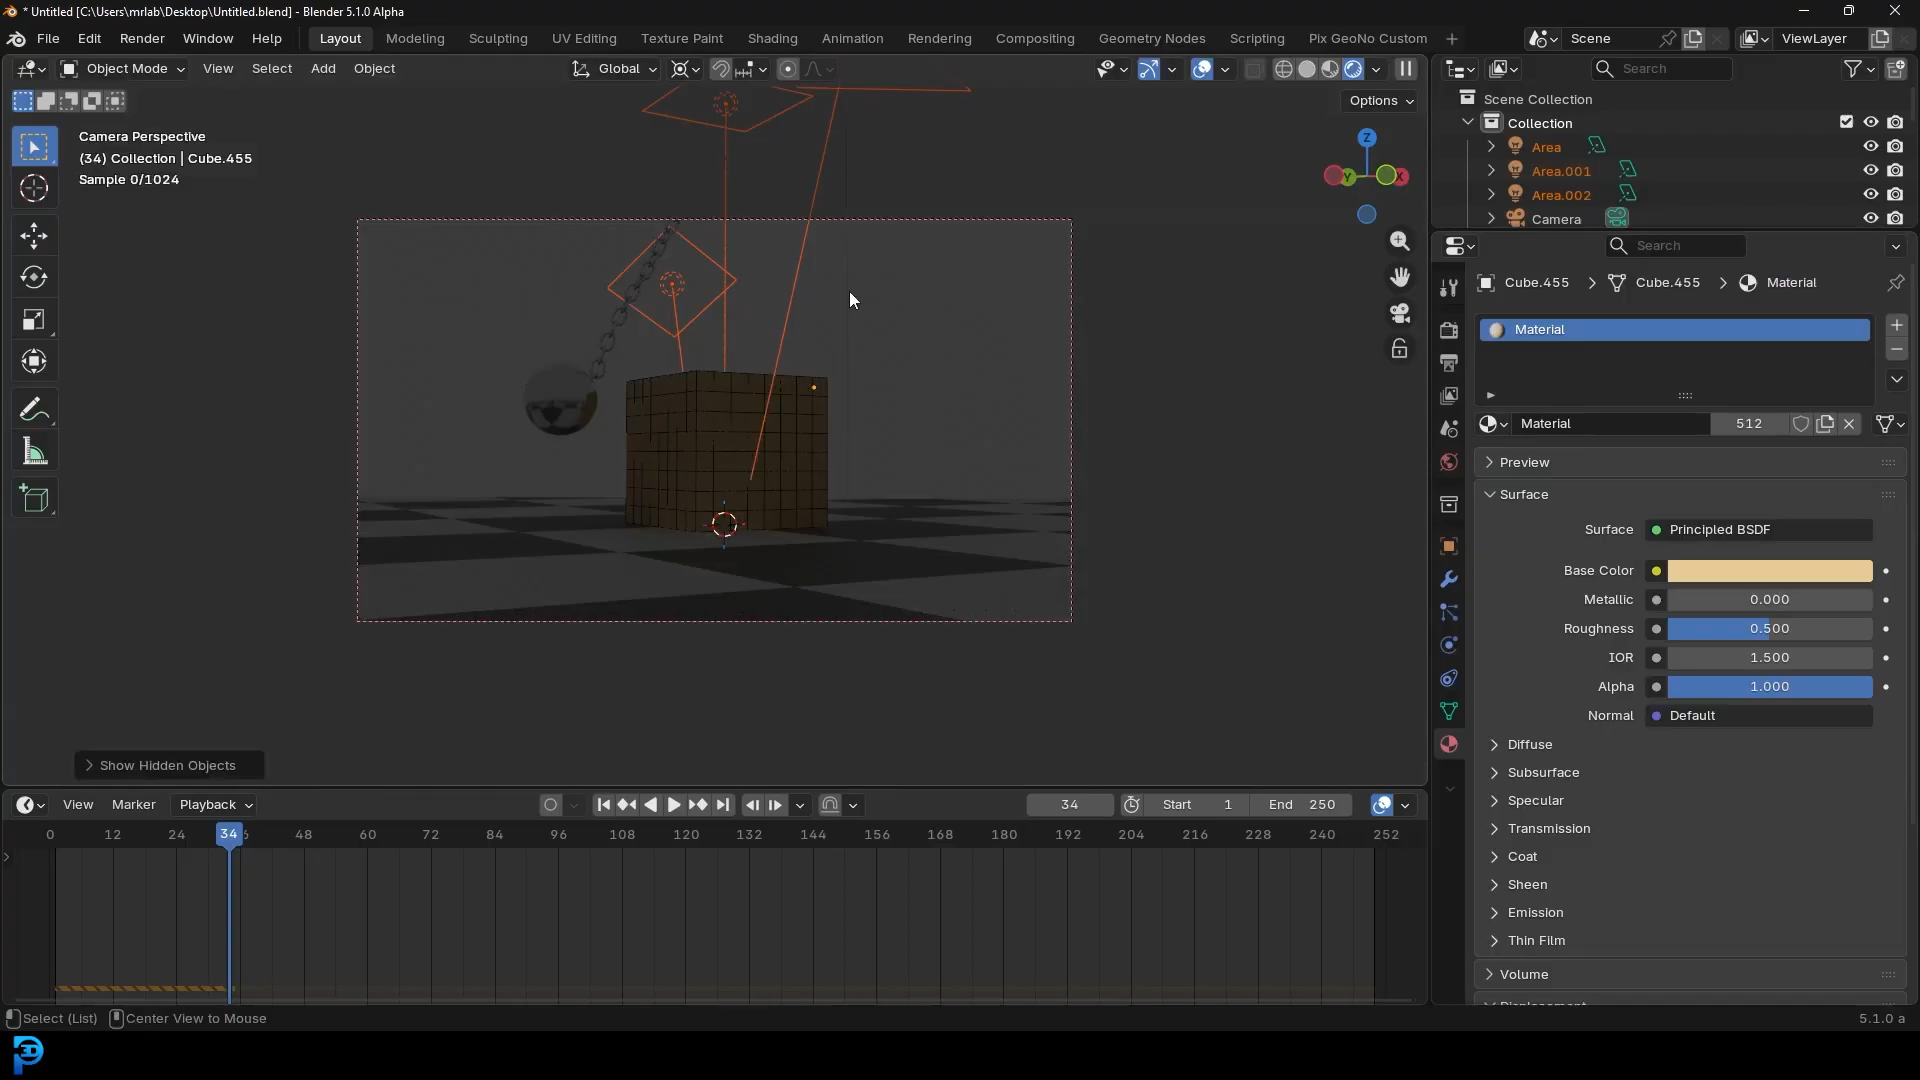 * Untitled [C:\Users\mrlab\Desktop\Untitled.blend] - Blender 5.1.0 Alpha
File Edit Render Window Help Layout Modeling Sculpting UV Editing Texture Paint Shading Animation Rendering Compositing Geometry Nodes Scripting Pix GeoNo Custom Scene ViewLayer
Object Mode View Select Add Object Global Search
Options
Camera Perspective
(34) Collection | Cube.455
Sample 0/1024
Z
Y X
Scene Collection
Collection
Area
Area.001
Area.002
Camera
Search
Cube.455 Cube.455 Material
Material
Material 512
Preview
Surface
Surface Principled BSDF
Base Color
Metallic 0.000
Roughness 0.500
IOR 1.500
Alpha 1.000
Normal Default
Diffuse
Subsurface
Specular
Transmission
Coat
Sheen
Emission
Thin Film
Volume
Show Hidden Objects
View Marker Playback 34 Start 1 End 250
0 12 24 34 48 60 72 84 96 108 120 132 144 156 168 180 192 204 216 228 240 252
Select (List) Center View to Mouse 5.1.0 a